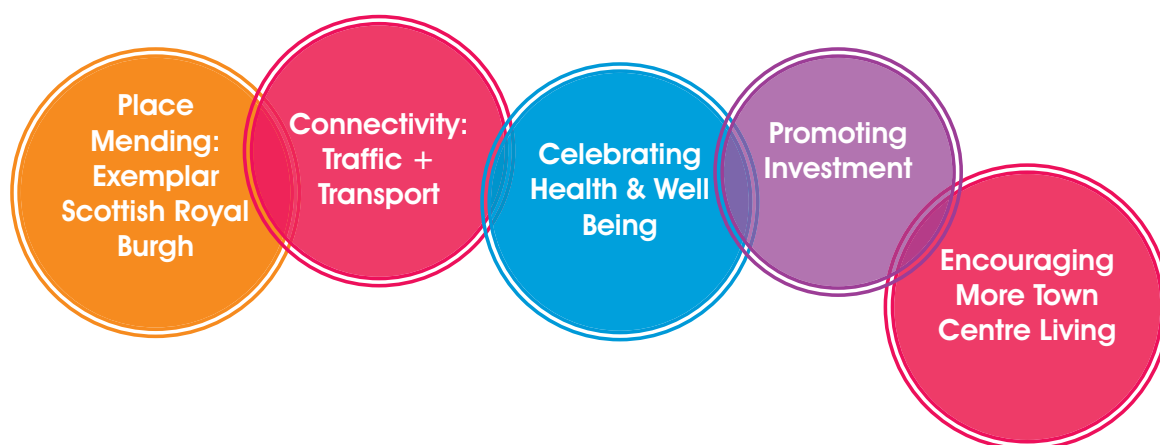 Place
Mending:
Exemplar
Scottish Royal
Burgh
Connectivity:
Traffic +
Transport
Celebrating
Health & Well
Being
Promoting
Investment
Encouraging
More Town
Centre Living